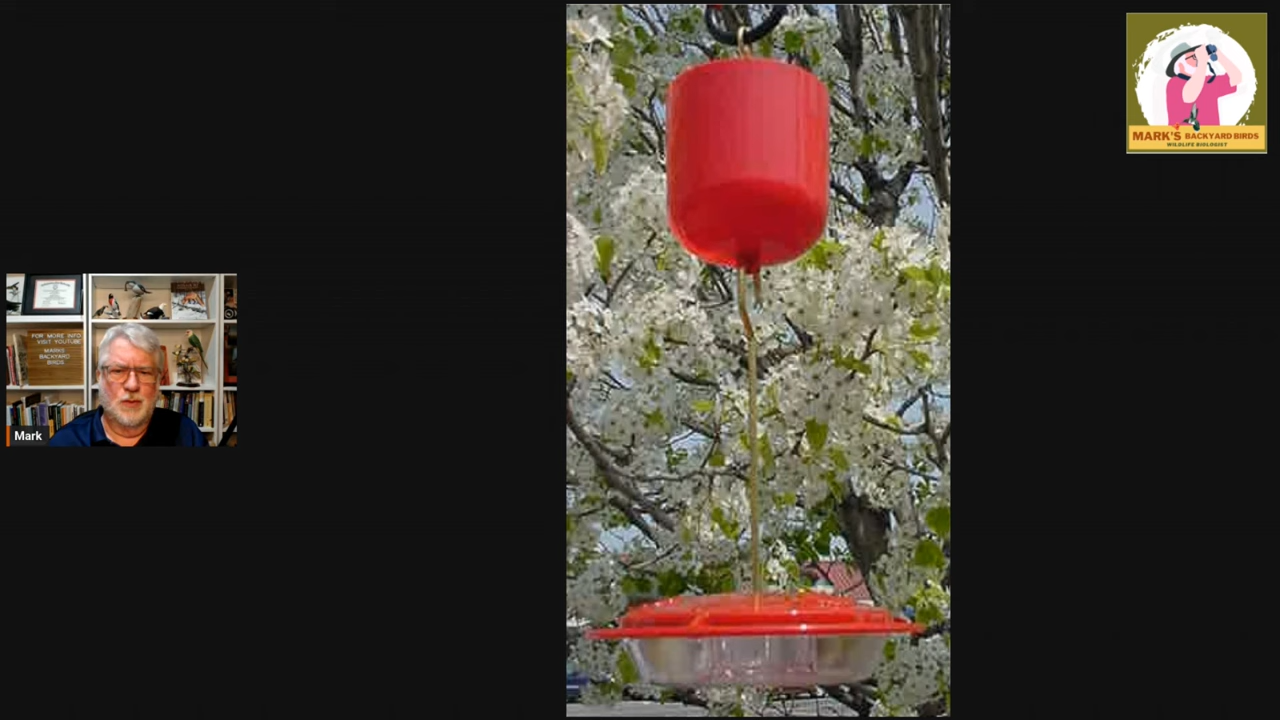 MARK'S BACKYARD BIRDS
WILDLIFE BIOLOGIST
FOR MORE INFO
VISIT YOUTUBE
MARKS
BACKYARD
BIRDS
Mark